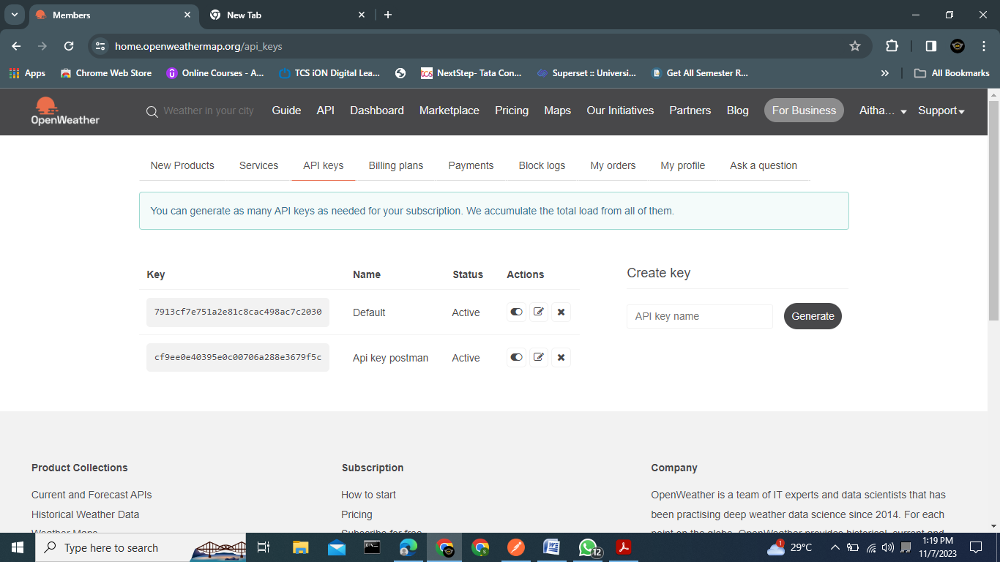 Members
New Tab
home.openweathermap.org/api_keys
Apps
Chrome Web Store
Online Courses - A...
TCS iON Digital Lea...
NextStep- Tata Con...
Superset :: Universi...
Get All Semester R...
»
All Bookmarks
OpenWeather
Weather in your city
Guide
API
Dashboard
Marketplace
Pricing
Maps
Our Initiatives
Partners
Blog
For Business
Aitha...
Support
New Products
Services
API keys
Billing plans
Payments
Block logs
My orders
My profile
Ask a question
You can generate as many API keys as needed for your subscription. We accumulate the total load from all of them.
Key
Name
Status
Actions
Create key
7913cf7e751a2e81c8cac498ac7c2030
Default
Active
API key name
Generate
cf9ee0e40395e0c00706a288e3679f5c
Api key postman
Active
Product Collections
Subscription
Company
Current and Forecast APIs
How to start
OpenWeather is a team of IT experts and data scientists that has
Historical Weather Data
Pricing
been practising deep weather data science since 2014. For each
Weather Maps
Subscribe for free
point on the globe, OpenWeather provides historical, current and
Type here to search
12
1
29°C
1:19 PM
11/7/2023